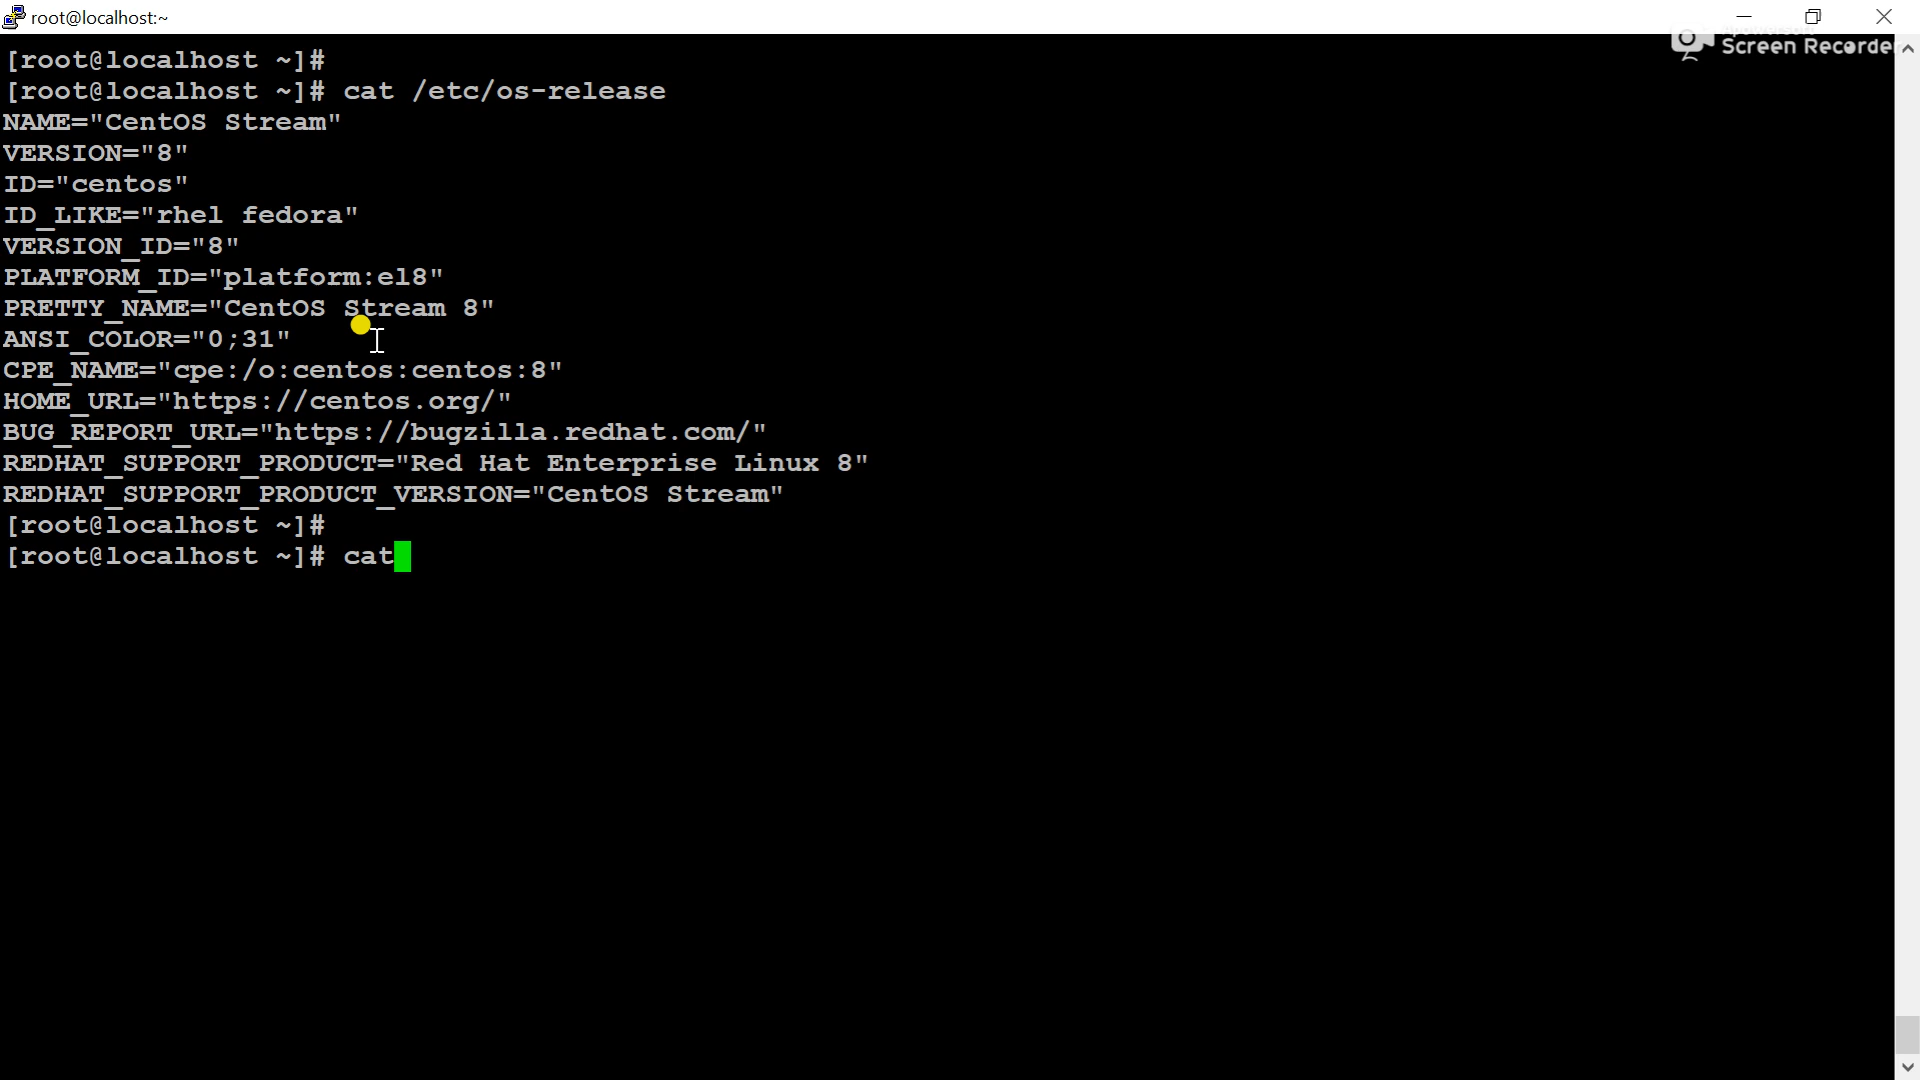 root@localhost:~
Screen Recorder
[root@localhost ~]#
[root@localhost ~]# cat /etc/os-release
NAME="CentOS Stream"
VERSION="8"
ID="centos"
ID_LIKE="rhel fedora"
VERSION_ID="8"
PLATFORM_ID="platform:el8"
PRETTY_NAME="CentOS Stream 8"
ANSI_COLOR="0;31"
CPE_NAME="cpe:/o:centos:centos:8"
HOME_URL="https://centos.org/"
BUG_REPORT_URL="https://bugzilla.redhat.com/"
REDHAT_SUPPORT_PRODUCT="Red Hat Enterprise Linux 8"
REDHAT_SUPPORT_PRODUCT_VERSION="CentOS Stream"
[root@localhost ~]#
[root@localhost ~]# cat